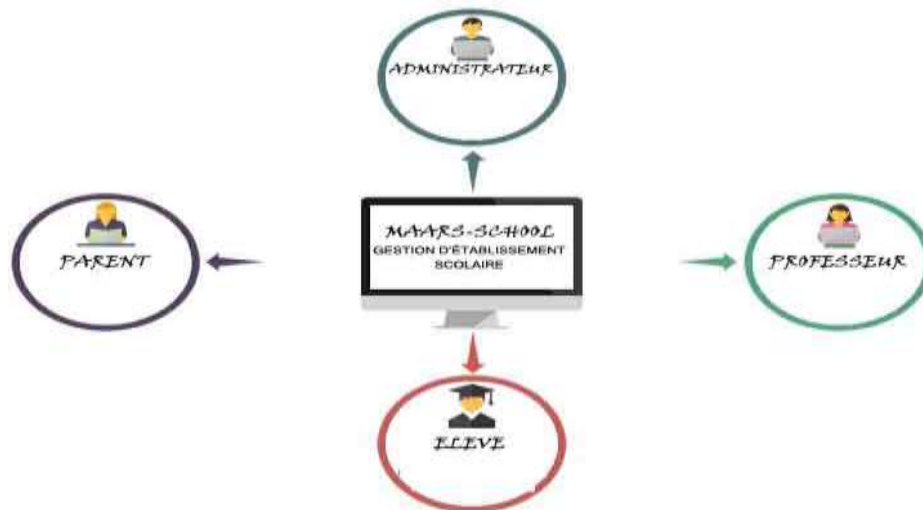 ADMINISTRATEUR
MAARS-SCHOOL
GESTION D'ÉTABLISSEMENT
SCOLAIRE
PARENT
PROFESSEUR
ELEVE